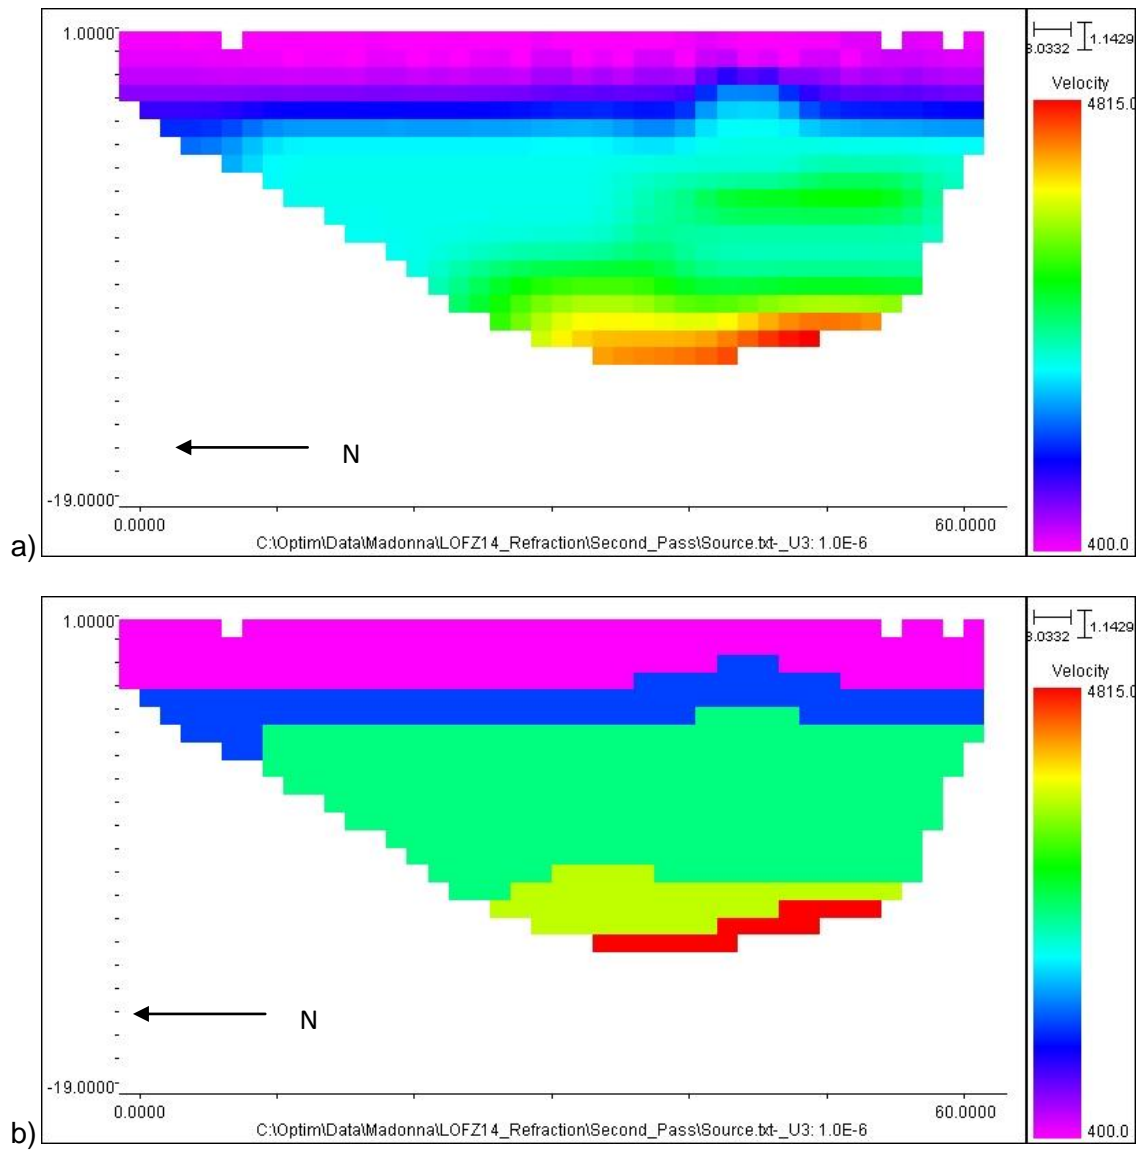 1.0000
8.0332
1.1429
Velocity
4815.0
N
-19.0000
0.0000
60.0000
400.0
a)
C:\Optim\Data\Madonna\LOFZ14_Refraction\Second_Pass\Source.txt-_U3: 1.0E-6
1.0000
8.0332
1.1429
Velocity
4815.0
N
-19.0000
0.0000
60.0000
400.0
b)
C:\Optim\Data\Madonna\LOFZ14_Refraction\Second_Pass\Source.txt-_U3: 1.0E-6